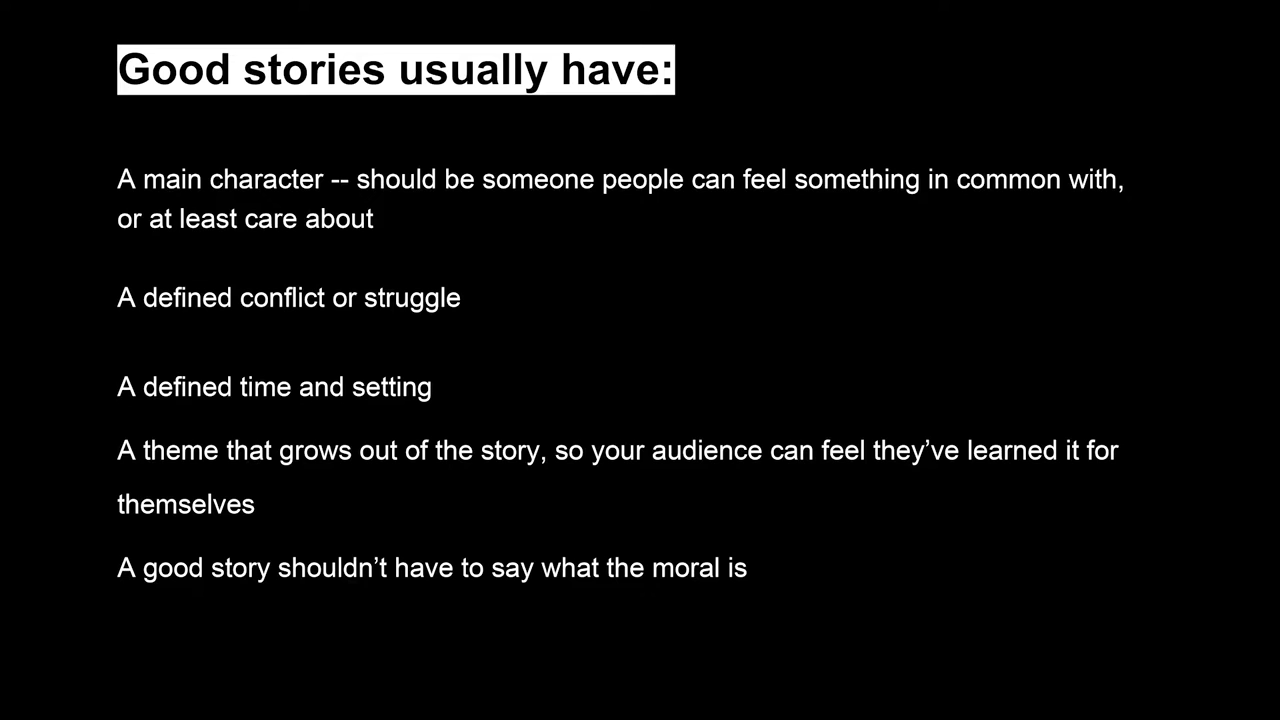 Good stories usually have:
A main character -- should be someone people can feel something in common with,
or at least care about
A defined conflict or struggle
A defined time and setting
A theme that grows out of the story, so your audience can feel they’ve learned it for
themselves
A good story shouldn’t have to say what the moral is